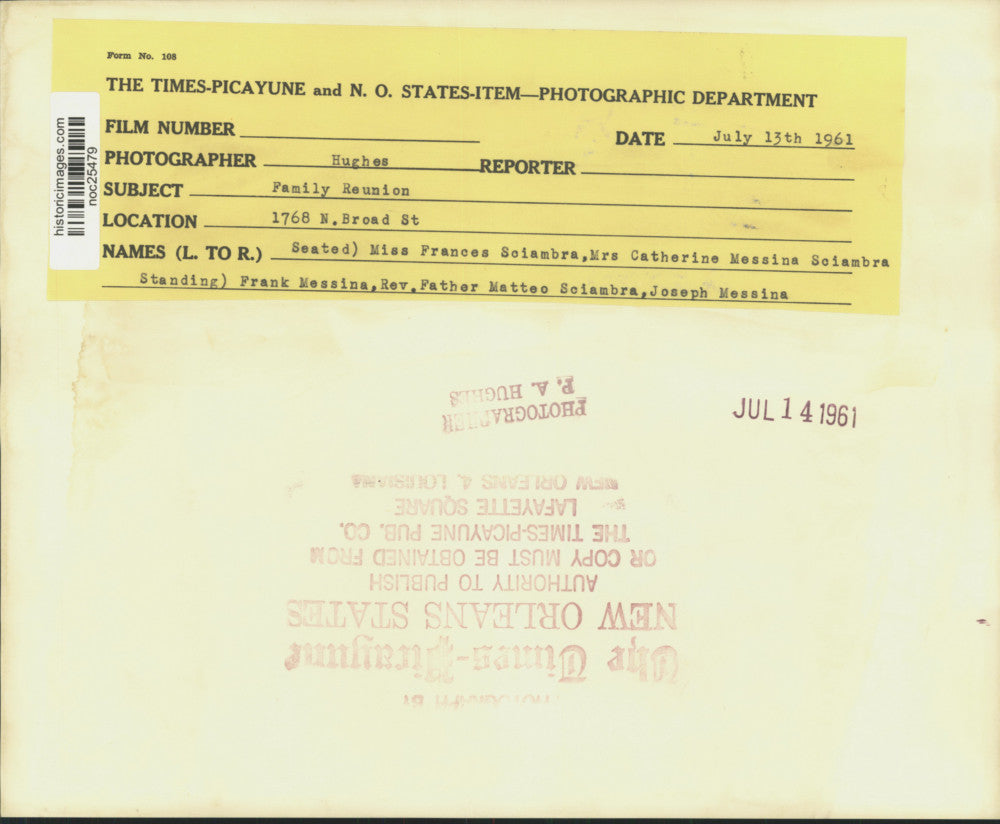 Form No. 108
THE TIMES-PICAYUNE and N. O. STATES-ITEM—PHOTOGRAPHIC DEPARTMENT
FILM NUMBER
DATE July 13th 1961
PHOTOGRAPHER Hughes REPORTER
SUBJECT Family Reunion
LOCATION 1768 N.Broad St
NAMES (L. TO R.) Seated) Miss Frances Sciambra,Mrs Catherine Messina Sciambra
Standing) Frank Messina,Rev.Father Matteo Sciambra,Joseph Messina
historicimages.com
noc25479
JUL 14 1961
PHOTOGRAPHER
P. A. HUGHES
PHOTOGRAPH BY
The Times-Picayune
NEW ORLEANS STATES
AUTHORITY TO PUBLISH
OR COPY MUST BE OBTAINED FROM
THE TIMES-PICAYUNE PUB. CO.
LAFAYETTE SQUARE
NEW ORLEANS 4, LOUISIANA